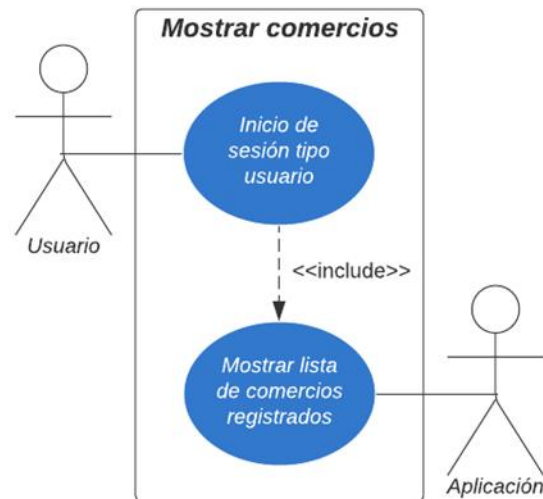 Mostrar comercios
Inicio de
sesión tipo
usuario
Usuario
<<include>>
Mostrar lista
de comercios
registrados
Aplicación